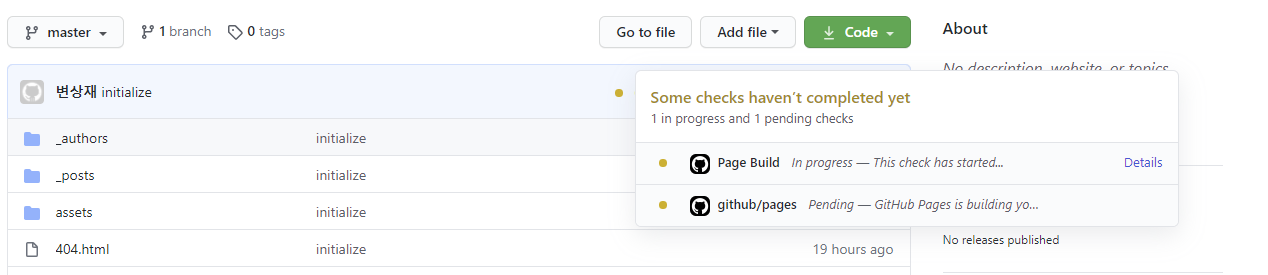 master 1 branch 0 tags Go to file Add file Code About
No description, website, or topics
변상재 initialize
Some checks haven't completed yet
1 in progress and 1 pending checks
_authors initialize
Page Build In progress — This check has started... Details
_posts initialize
github/pages Pending — GitHub Pages is building yo...
assets initialize
No releases published
404.html initialize 19 hours ago